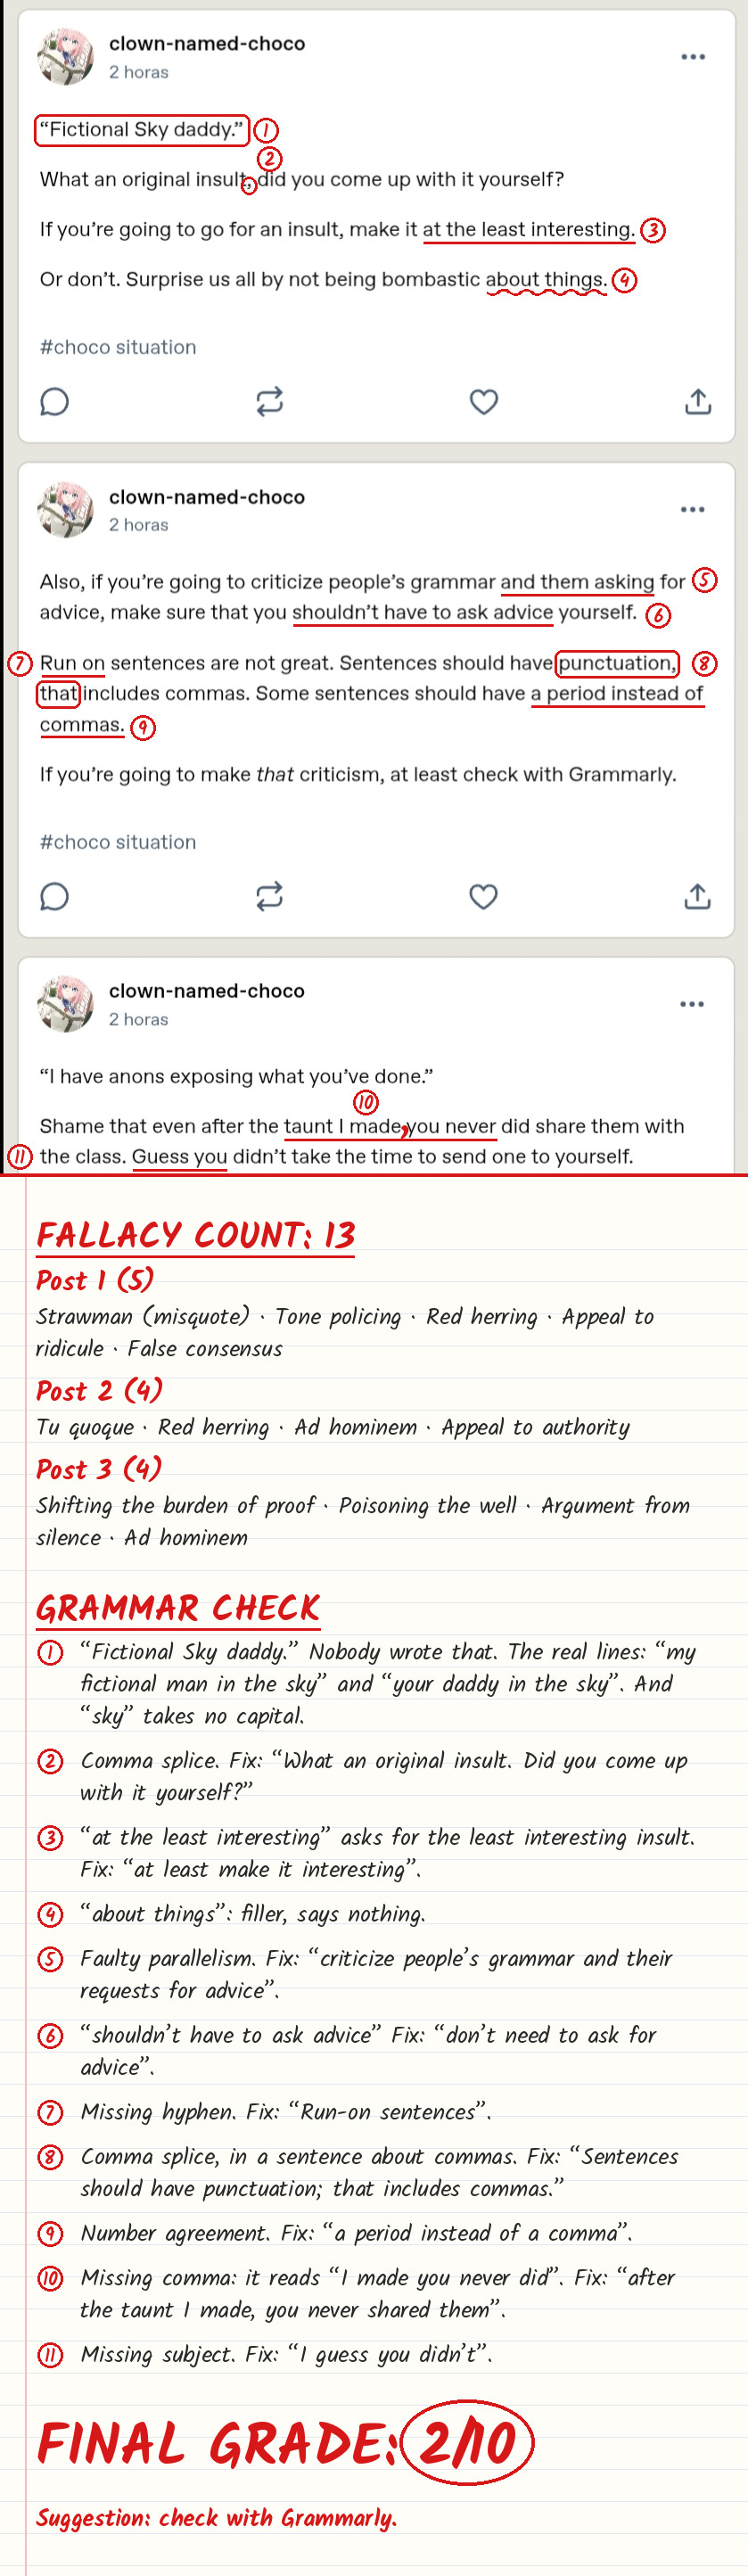 clown-named-choco
2 horas
“Fictional Sky daddy.” 1
2
What an original insult, did you come up with it yourself?
If you’re going to go for an insult, make it at the least interesting. 3
Or don’t. Surprise us all by not being bombastic about things. 4
#choco situation
clown-named-choco
2 horas
Also, if you’re going to criticize people’s grammar and them asking for 5
advice, make sure that you shouldn’t have to ask advice yourself. 6
7 Run on sentences are not great. Sentences should have punctuation, 8
that includes commas. Some sentences should have a period instead of
commas. 9
If you’re going to make that criticism, at least check with Grammarly.
#choco situation
clown-named-choco
2 horas
“I have anons exposing what you’ve done.”
10
Shame that even after the taunt I made, you never did share them with
11 the class. Guess you didn’t take the time to send one to yourself.
FALLACY COUNT: 13
Post 1 (5)
Strawman (misquote) · Tone policing · Red herring · Appeal to
ridicule · False consensus
Post 2 (4)
Tu quoque · Red herring · Ad hominem · Appeal to authority
Post 3 (4)
Shifting the burden of proof · Poisoning the well · Argument from
silence · Ad hominem
GRAMMAR CHECK
1 “Fictional Sky daddy.” Nobody wrote that. The real lines: “my
fictional man in the sky” and “your daddy in the sky”. And
“sky” takes no capital.
2 Comma splice. Fix: “What an original insult. Did you come up
with it yourself?”
3 “at the least interesting” asks for the least interesting insult.
Fix: “at least make it interesting”.
4 “about things”: filler, says nothing.
5 Faulty parallelism. Fix: “criticize people’s grammar and their
requests for advice”.
6 “shouldn’t have to ask advice” Fix: “don’t need to ask for
advice”.
7 Missing hyphen. Fix: “Run-on sentences”.
8 Comma splice, in a sentence about commas. Fix: “Sentences
should have punctuation; that includes commas.”
9 Number agreement. Fix: “a period instead of a comma”.
10 Missing comma: it reads “I made you never did”. Fix: “after
the taunt I made, you never shared them”.
11 Missing subject. Fix: “I guess you didn’t”.
FINAL GRADE: 2/10
Suggestion: check with Grammarly.